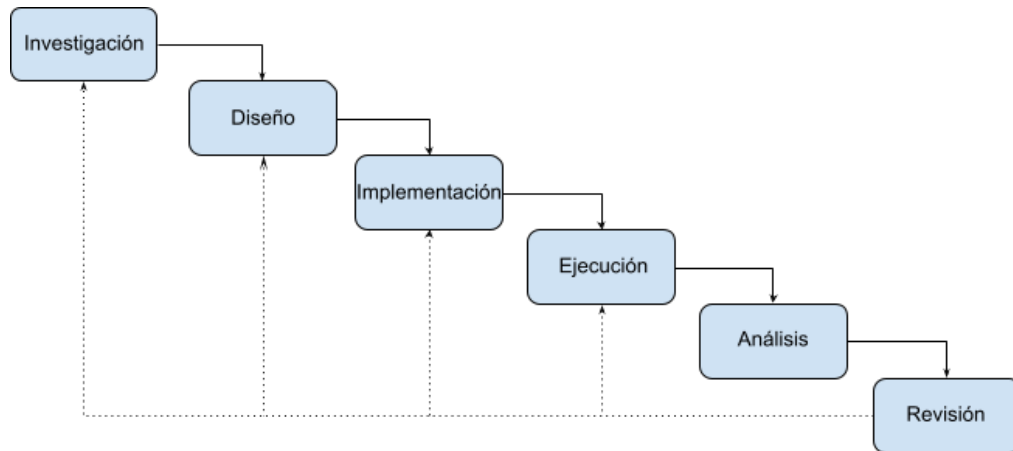 Investigación
Diseño
Implementación
Ejecución
Análisis
Revisión